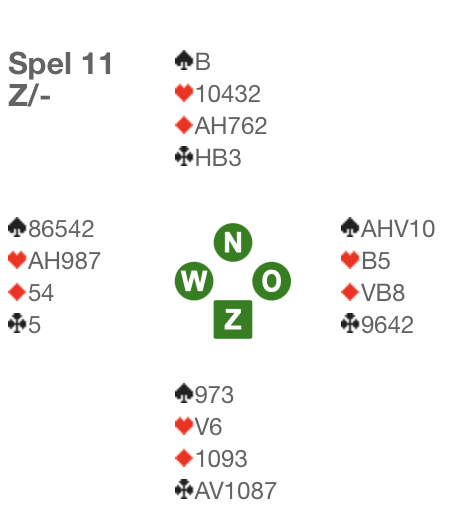 Spel 11
Z/-
♠B
♥10432
♦AH762
♣HB3
♠86542
♥AH987
♦54
♣5
N
W
O
Z
♠AHV10
♥B5
♦VB8
♣9642
♠973
♥V6
♦1093
♣AV1087